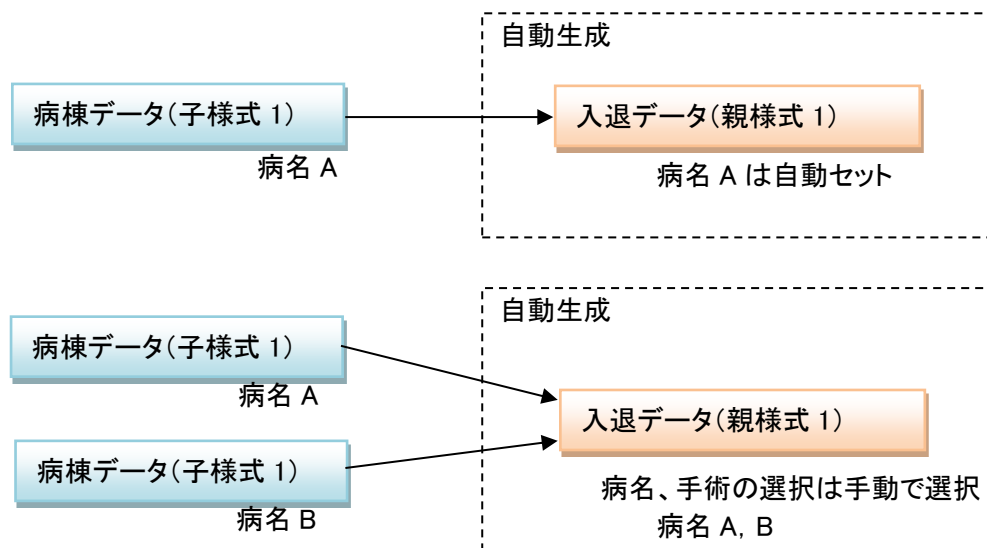 自動生成
病棟データ(子様式 1)
入退データ(親様式 1)
病名 A
病名 A は自動セット
自動生成
病棟データ(子様式 1)
病名 A
入退データ(親様式 1)
病棟データ(子様式 1)
病名、手術の選択は手動で選択
病名 B
病名 A, B